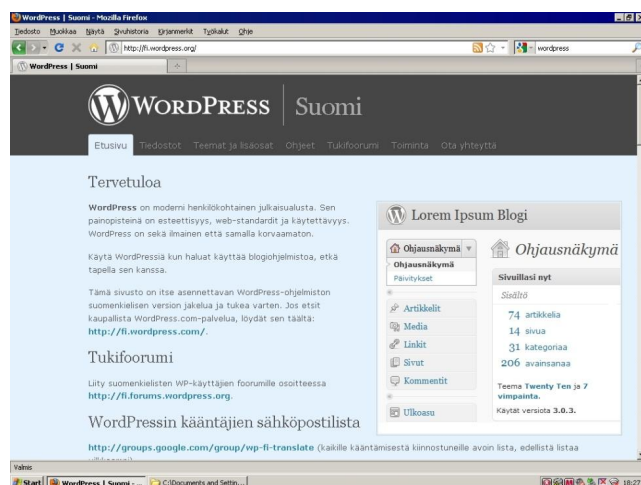 WordPress | Suomi - Mozilla Firefox
Tiedosto Muokkaa Näytä Sivuhistoria Kirjanmerkit Työkalut Ohje
http://fi.wordpress.org/
wordpress
WordPress | Suomi
WORDPRESS Suomi
Etusivu Tiedostot Teemat ja lisäosat Ohjeet Tukifoorumi Toiminta Ota yhteyttä
Tervetuloa
WordPress on moderni henkilökohtainen julkaisualusta. Sen
painopisteinä on esteettisyys, web-standardit ja käytettävyys.
WordPress on sekä ilmainen että samalla korvaamaton.
Käytä WordPressiä kun haluat käyttää blogiohjelmistoa, etkä
tapella sen kanssa.
Tämä sivusto on itse asennettavan WordPress-ohjelmiston
suomenkielisen version jakelua ja tukea varten. Jos etsit
kaupallista WordPress.com-palvelua, löydät sen täältä:
http://fi.wordpress.com/.
Tukifoorumi
Liity suomenkielisten WP-käyttäjien foorumille osoitteessa
http://fi.forums.wordpress.org.
WordPressin kääntäjien sähköpostilista
http://groups.google.com/group/wp-fi-translate (kaikille kääntämisestä kiinnostuneille avoin lista, edellistä listaa
Lorem Ipsum Blogi
Ohjausnäkymä
Ohjausnäkymä
Päivitykset
Artikkelit
Media
Linkit
Sivut
Kommentit
Ulkoasu
Ohjausnäkymä
Sivuillasi nyt
Sisältö
74 artikkelia
14 sivua
31 kategoriaa
206 avainsanaa
Teema Twenty Ten ja 7
vimpainta.
Käytät versiota 3.0.3.
Valmis
Start
WordPress | Suomi - ...
C:\Documents and Settin...
18:27